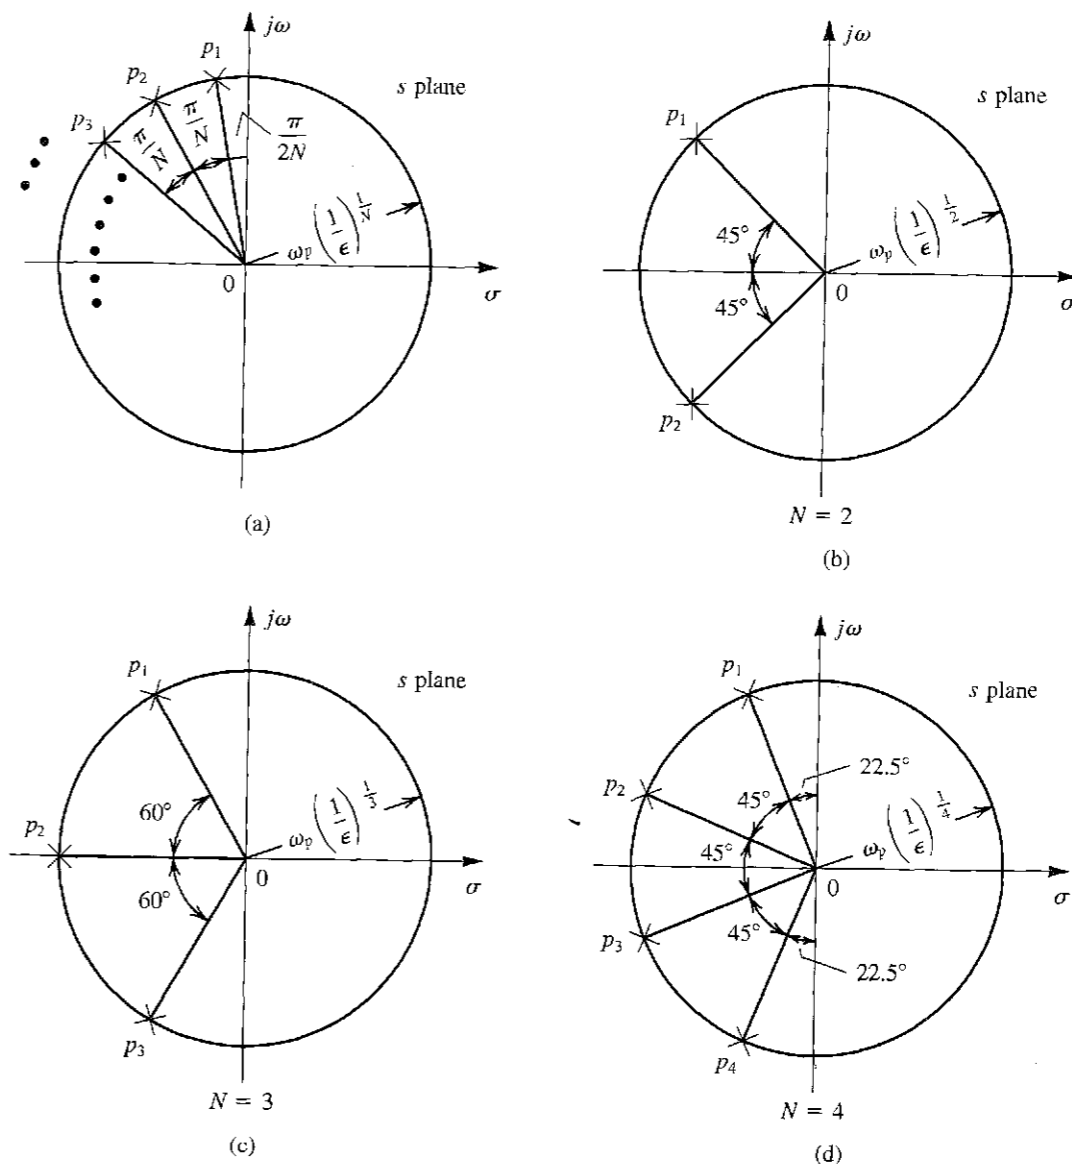 jω
p₁
p₂
p₃
s plane
π/N
π/N
π/2N
ωₚ(1/ϵ)^(1/N)
0
σ
(a)
jω
s plane
p₁
45°
45°
ωₚ(1/ϵ)^(1/2)
0
σ
p₂
N = 2
(b)
jω
p₁
s plane
60°
ωₚ(1/ϵ)^(1/3)
p₂
0
σ
60°
p₃
N = 3
(c)
jω
p₁
s plane
22.5°
p₂
45°
ωₚ(1/ϵ)^(1/4)
45°
0
σ
p₃
45°
22.5°
p₄
N = 4
(d)